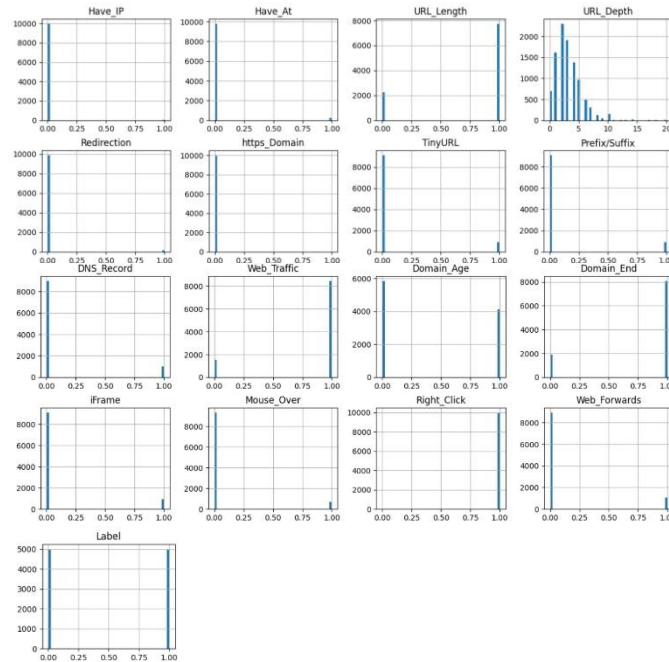 Have_IP Have_At URL_Length URL_Depth
10000 10000 8000 2000
8000 8000 6000 1500
6000 6000 4000 1000
4000 4000 2000 500
2000 2000
0 0 0 0
0.00 0.25 0.50 0.75 1.00 0.00 0.25 0.50 0.75 1.00 0.00 0.25 0.50 0.75 1.00 0 5 10 15 20
Redirection https_Domain TinyURL Prefix/Suffix
10000 10000 8000 8000
8000 8000 6000 6000
6000 6000 4000 4000
4000 4000 2000 2000
2000 2000
0 0 0 0
0.00 0.25 0.50 0.75 1.00 0.00 0.25 0.50 0.75 1.00 0.00 0.25 0.50 0.75 1.00 0.00 0.25 0.50 0.75 1.00
DNS_Record Web_Traffic Domain_Age Domain_End
8000 8000 6000 8000
6000 6000 4000 6000
4000 4000 2000 4000
2000 2000 2000
0 0 0 0
0.00 0.25 0.50 0.75 1.00 0.00 0.25 0.50 0.75 1.00 0.00 0.25 0.50 0.75 1.00 0.00 0.25 0.50 0.75 1.00
iFrame Mouse_Over Right_Click Web_Forwards
8000 8000 10000 8000
6000 6000 8000 6000
4000 4000 6000 4000
2000 2000 4000 2000
2000
0 0 0 0
0.00 0.25 0.50 0.75 1.00 0.00 0.25 0.50 0.75 1.00 0.00 0.25 0.50 0.75 1.00 0.00 0.25 0.50 0.75 1.00
Label
5000
4000
3000
2000
1000
0
0.00 0.25 0.50 0.75 1.00